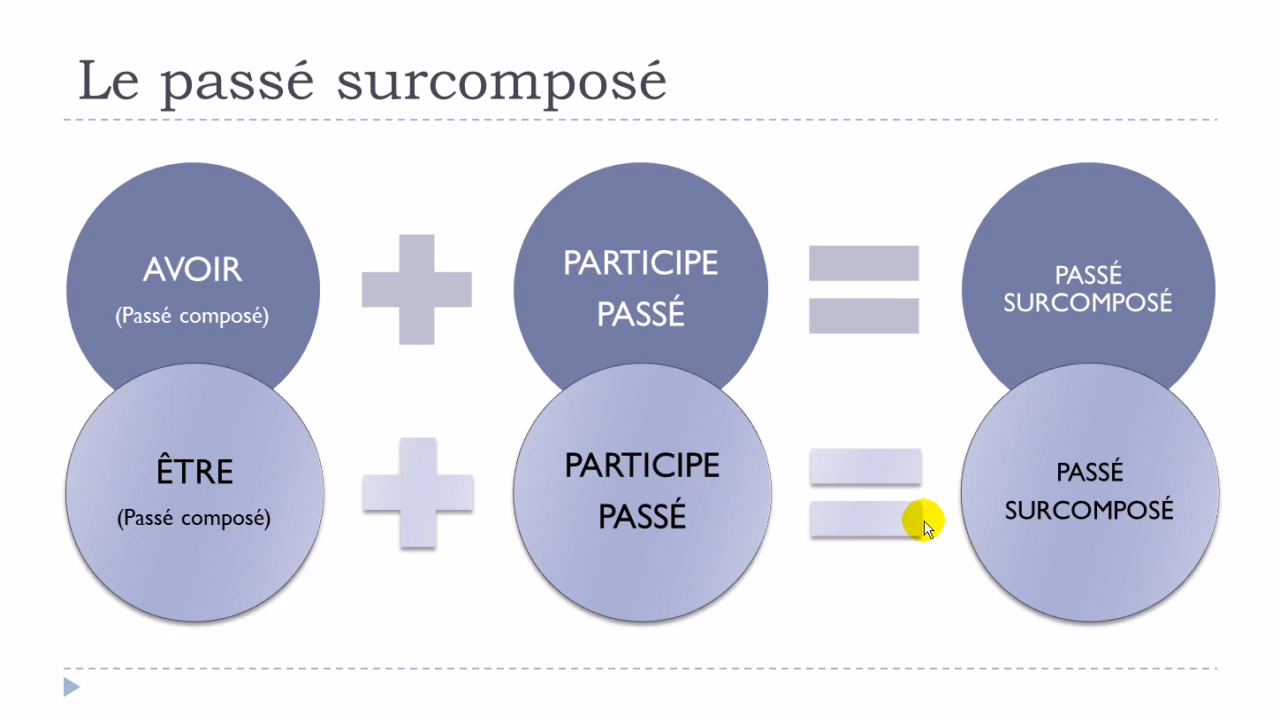 Le passé surcomposé
AVOIR
(Passé composé)
PARTICIPE
PASSÉ
PASSÉ
SURCOMPOSÉ
ÊTRE
(Passé composé)
PARTICIPE
PASSÉ
PASSÉ
SURCOMPOSÉ